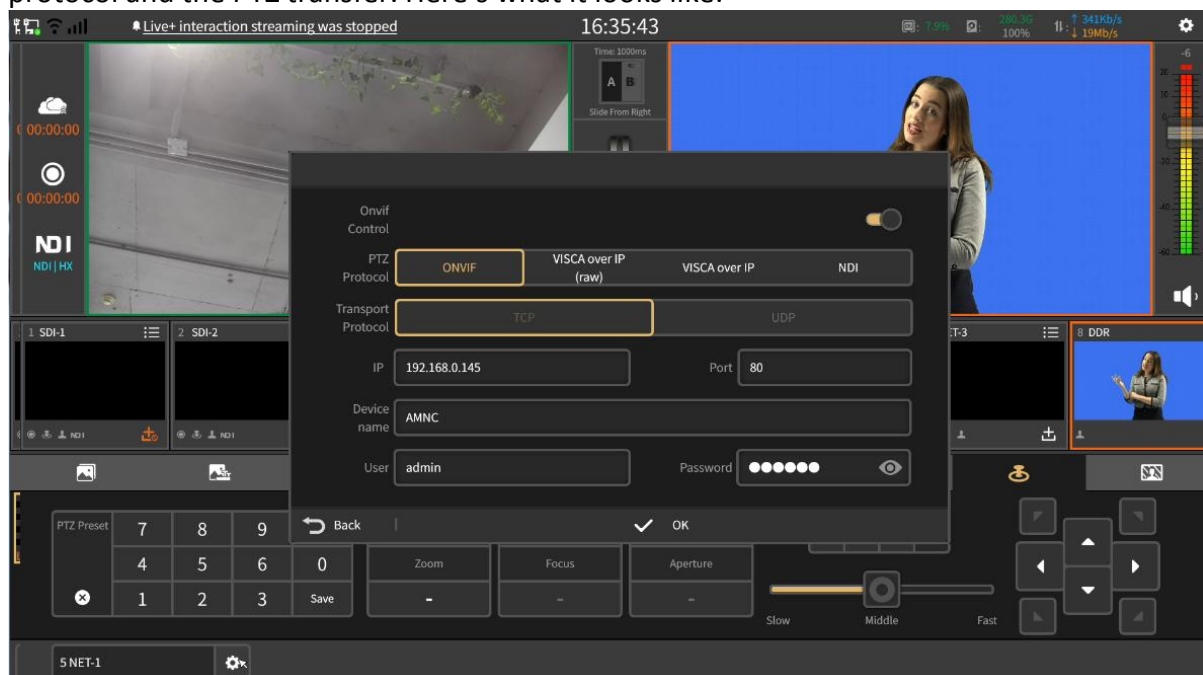 protocol and the PTZ transfer. Here's what it looks like:
Live+ interaction streaming was stopped
16:35:43
: 7.9%
280.3G
100%
341Kb/s
19Mb/s
Time: 1000ms
A B
Slide From Right
00:00:00
00:00:00
NDI
NDI|HX
-6
Onvif
Control
PTZ
Protocol
ONVIF
VISCA over IP
(raw)
VISCA over IP
NDI
Transport
Protocol
TCP
UDP
IP
192.168.0.145
Port
80
Device
name
AMNC
User
admin
Password
Back
OK
1 SDI-1
2 SDI-2
T-3
8 DDR
NDI
NDI
PTZ Preset
7 8 9
4 5 6 0
1 2 3 Save
Zoom
Focus
Aperture
-
-
-
Slow
Middle
Fast
5 NET-1